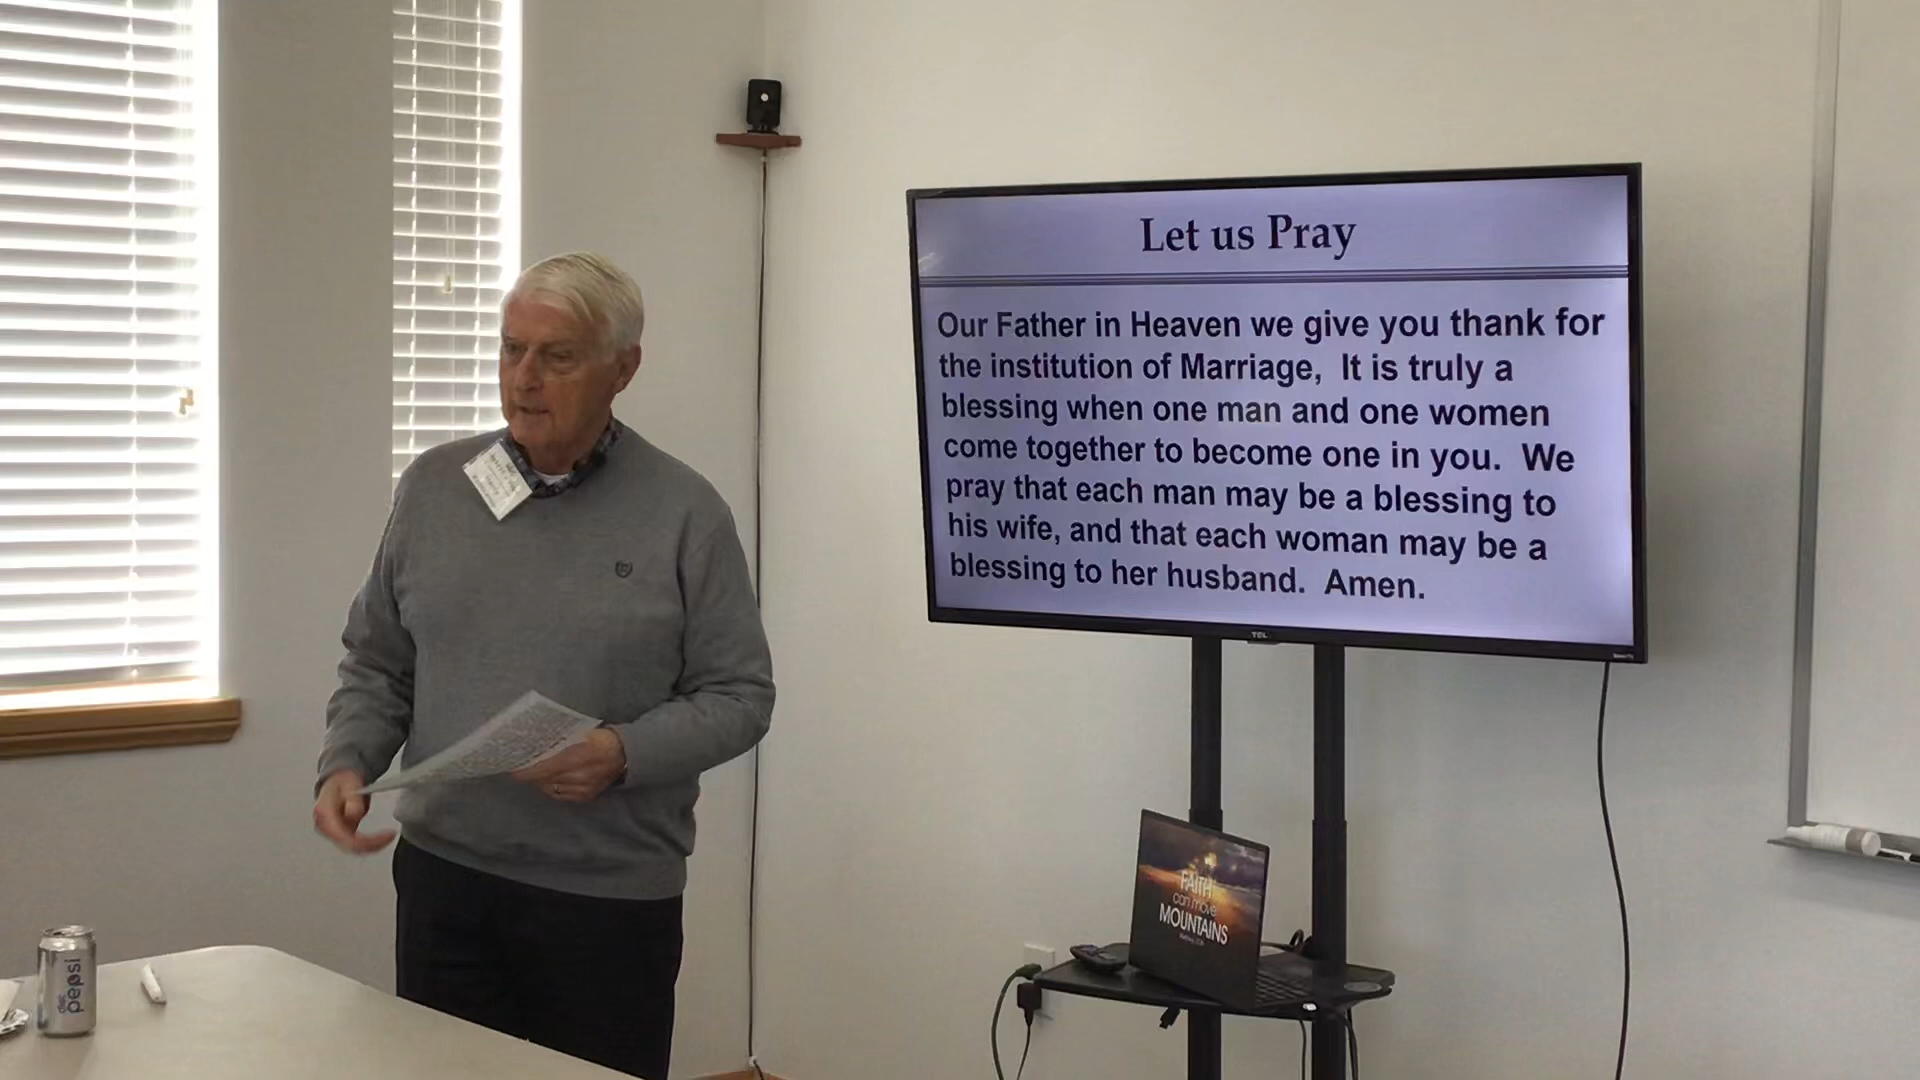 Let us Pray
Our Father in Heaven we give you thank for
the institution of Marriage, It is truly a
blessing when one man and one women
come together to become one in you. We
pray that each man may be a blessing to
his wife, and that each woman may be a
blessing to her husband. Amen.
TCL
FAITH
can move
MOUNTAINS
diet
pepsi